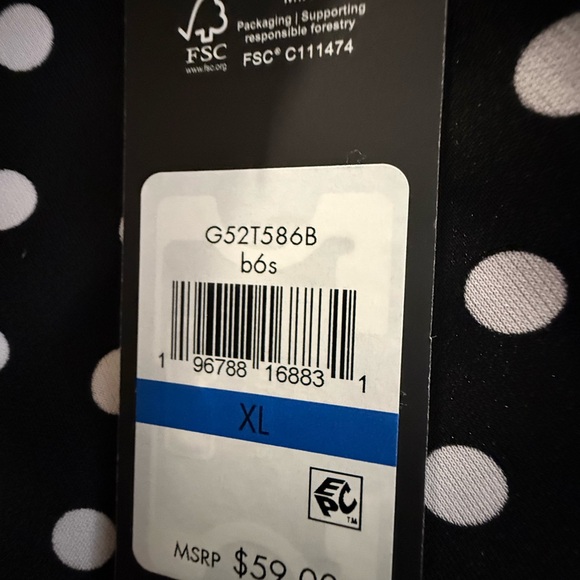 Packaging | Supporting
responsible forestry
FSC
www.fsc.org
FSC® C111474
G52T586B
b6s
1 96788 16883 1
XL
EPC™
MSRP $59.00